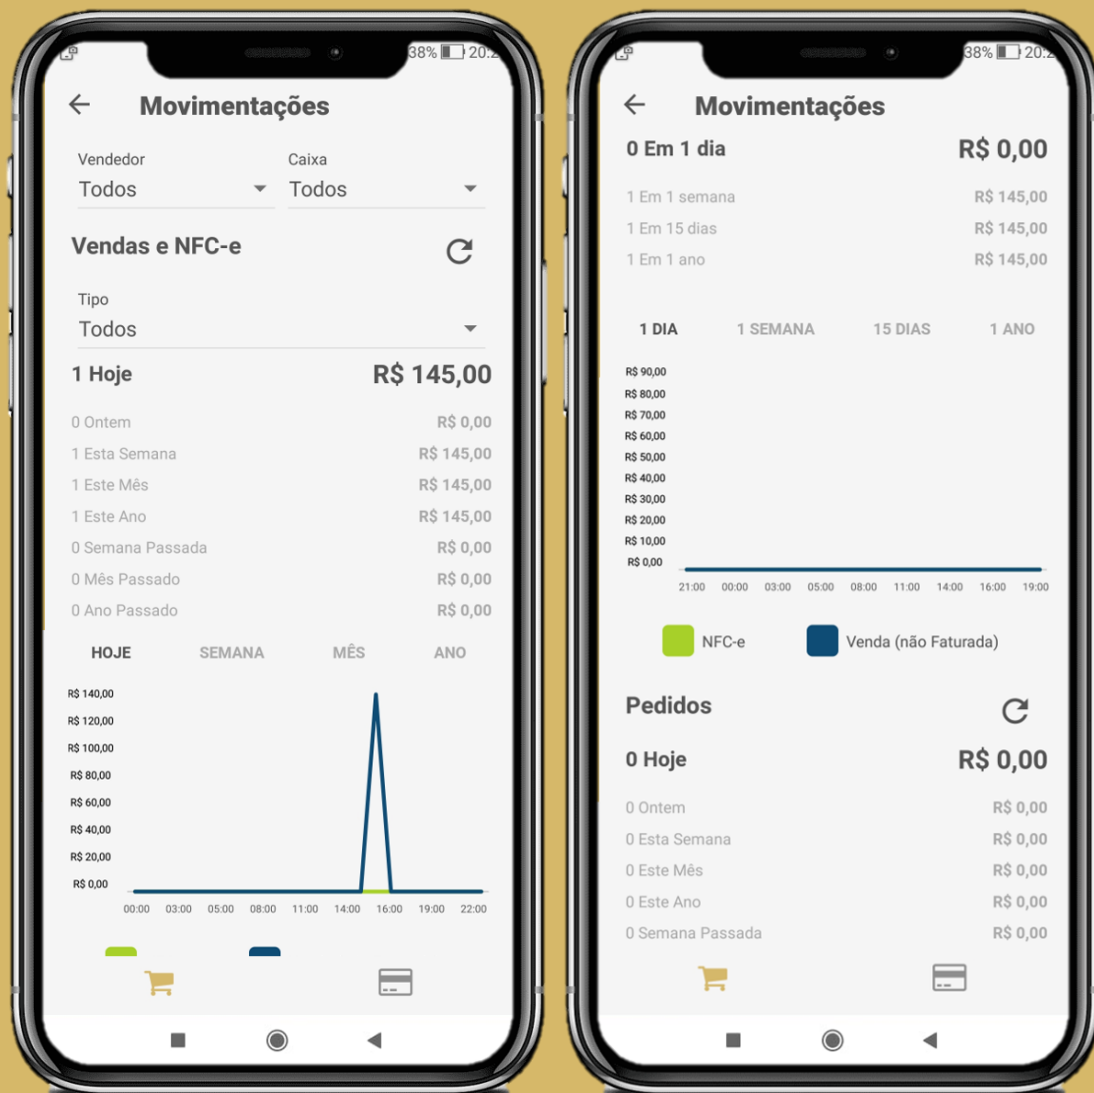 38% 20:2
Movimentações
Vendedor Caixa
Todos Todos
Vendas e NFC-e
Tipo
Todos
1 Hoje R$ 145,00
0 Ontem R$ 0,00
1 Esta Semana R$ 145,00
1 Este Mês R$ 145,00
1 Este Ano R$ 145,00
0 Semana Passada R$ 0,00
0 Mês Passado R$ 0,00
0 Ano Passado R$ 0,00
HOJE SEMANA MÊS ANO
R$ 140,00
R$ 120,00
R$ 100,00
R$ 80,00
R$ 60,00
R$ 40,00
R$ 20,00
R$ 0,00
00:00 03:00 05:00 08:00 11:00 14:00 16:00 19:00 22:00
38% 20:2
Movimentações
0 Em 1 dia R$ 0,00
1 Em 1 semana R$ 145,00
1 Em 15 dias R$ 145,00
1 Em 1 ano R$ 145,00
1 DIA 1 SEMANA 15 DIAS 1 ANO
R$ 90,00
R$ 80,00
R$ 70,00
R$ 60,00
R$ 50,00
R$ 40,00
R$ 30,00
R$ 20,00
R$ 10,00
R$ 0,00
21:00 00:00 03:00 05:00 08:00 11:00 14:00 16:00 19:00
NFC-e Venda (não Faturada)
Pedidos
0 Hoje R$ 0,00
0 Ontem R$ 0,00
0 Esta Semana R$ 0,00
0 Este Mês R$ 0,00
0 Este Ano R$ 0,00
0 Semana Passada R$ 0,00